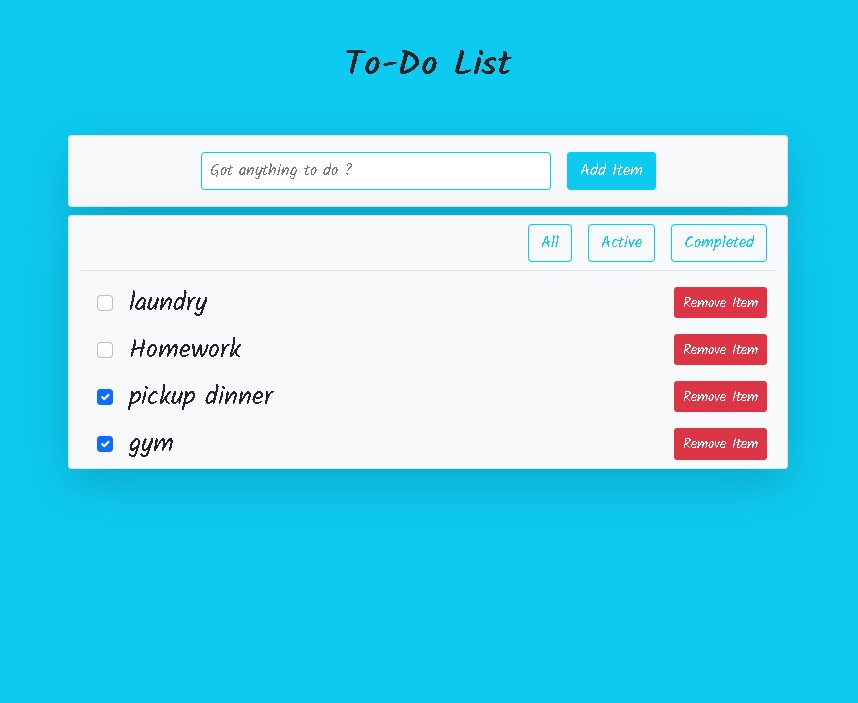 To-Do List
Got anything to do ? Add Item
All Active Completed
laundry Remove Item
Homework Remove Item
pickup dinner Remove Item
gym Remove Item